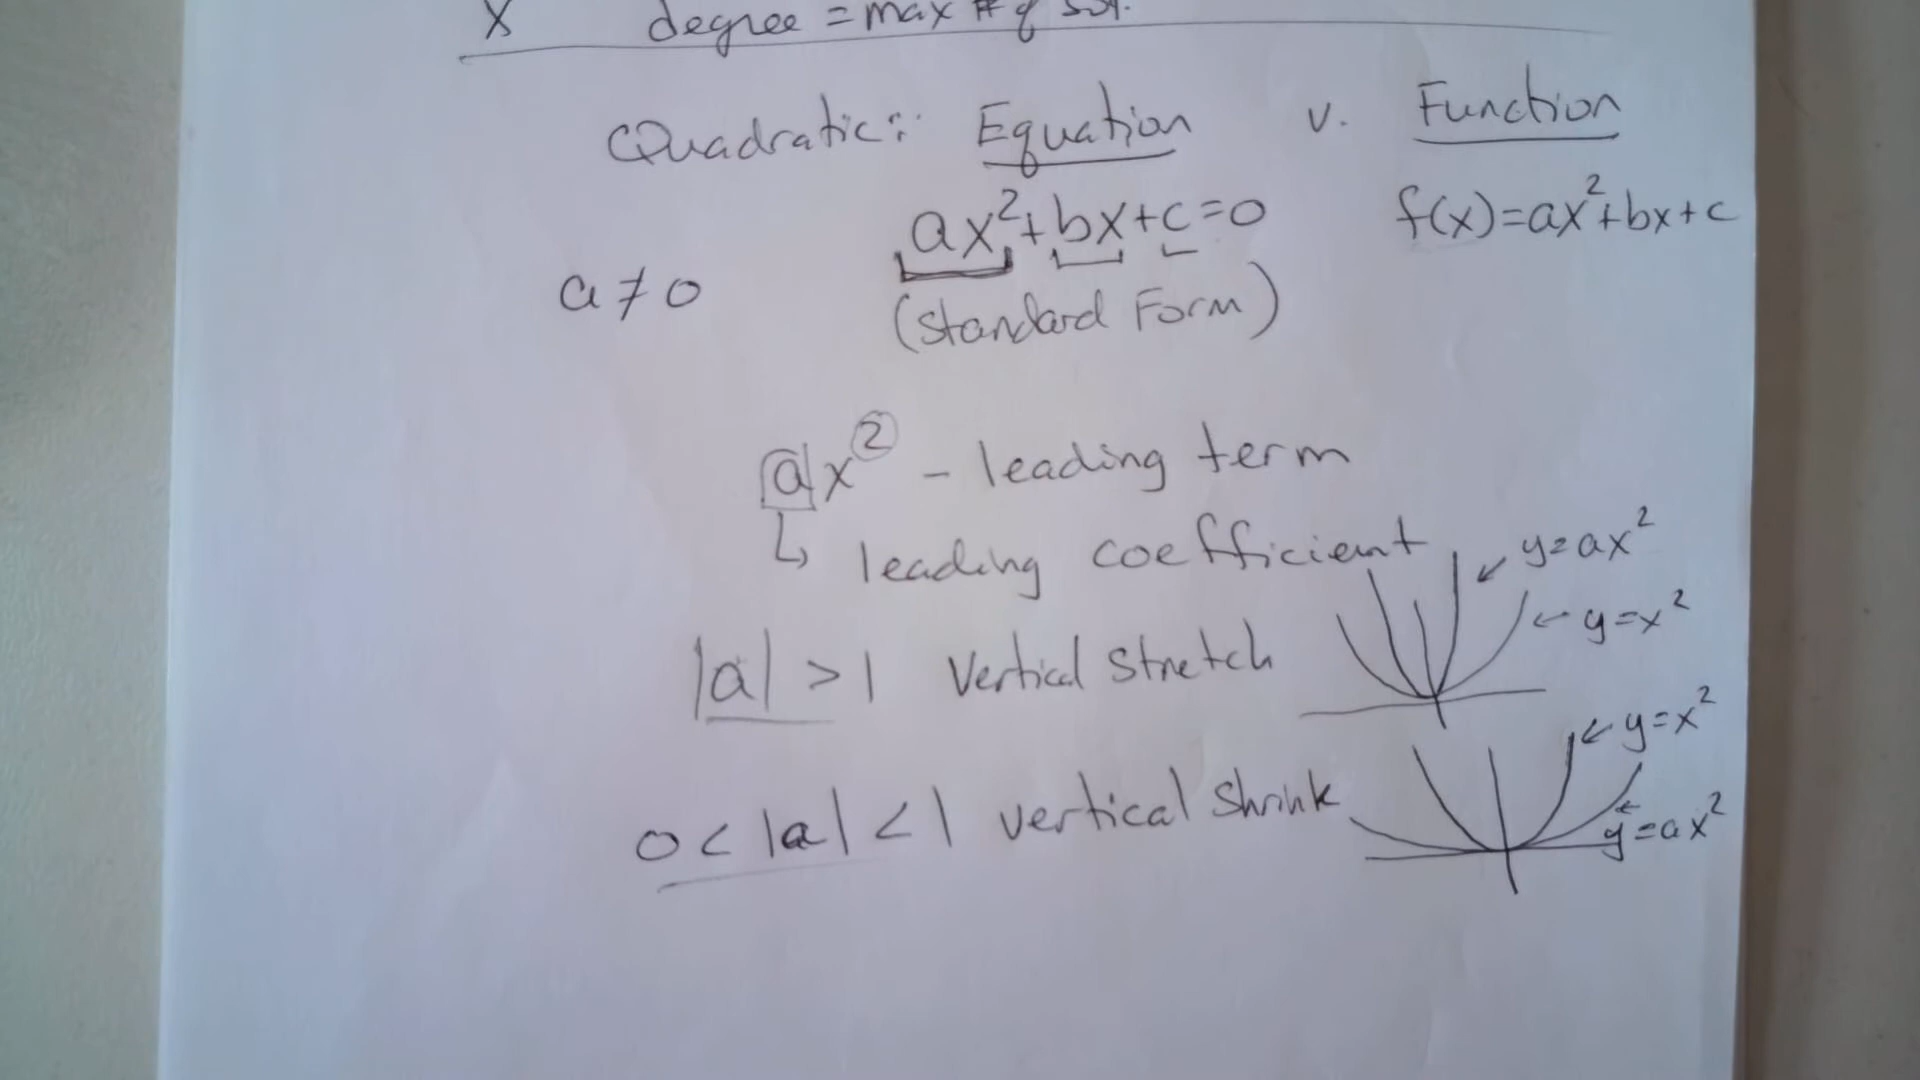 x degree = max # of sol.
Quadratic: Equation v. Function
ax²+bx+c=0 f(x)=ax²+bx+c
a≠0 (Standard Form)
ax² - leading term
↳ leading coefficient
y=ax²
y=x²
|a| > 1 Vertical Stretch
y=x²
0 < |a| < 1 vertical shrink
y=ax²